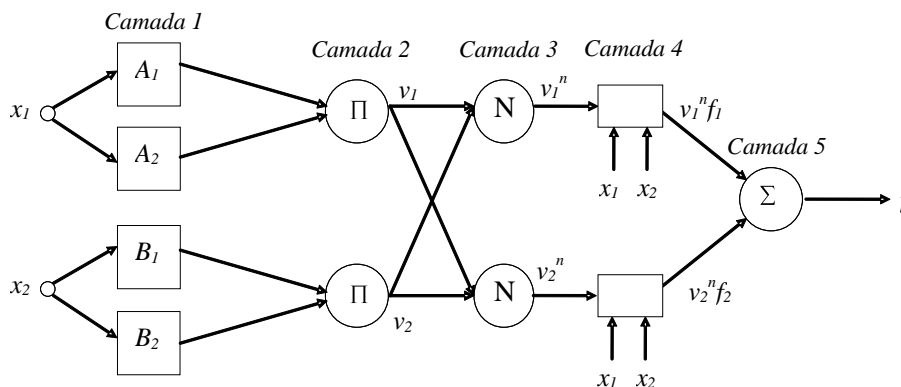 Camada 1
Camada 2 Camada 3 Camada 4
A₁
v₁ v₁ⁿ
x₁ Π N v₁ⁿf₁
A₂ Camada 5
x₁ x₂
Σ
B₁
v₂ⁿ
x₂ Π N v₂ⁿf₂
v₂
B₂
x₁ x₂